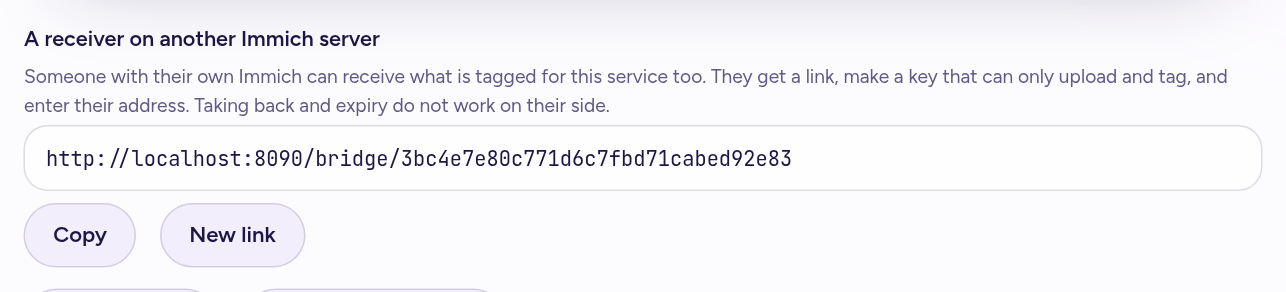 A receiver on another Immich server
Someone with their own Immich can receive what is tagged for this service too. They get a link, make a key that can only upload and tag, and
enter their address. Taking back and expiry do not work on their side.
http://localhost:8090/bridge/3bc4e7e80c771d6c7fbd71cabed92e83
Copy
New link